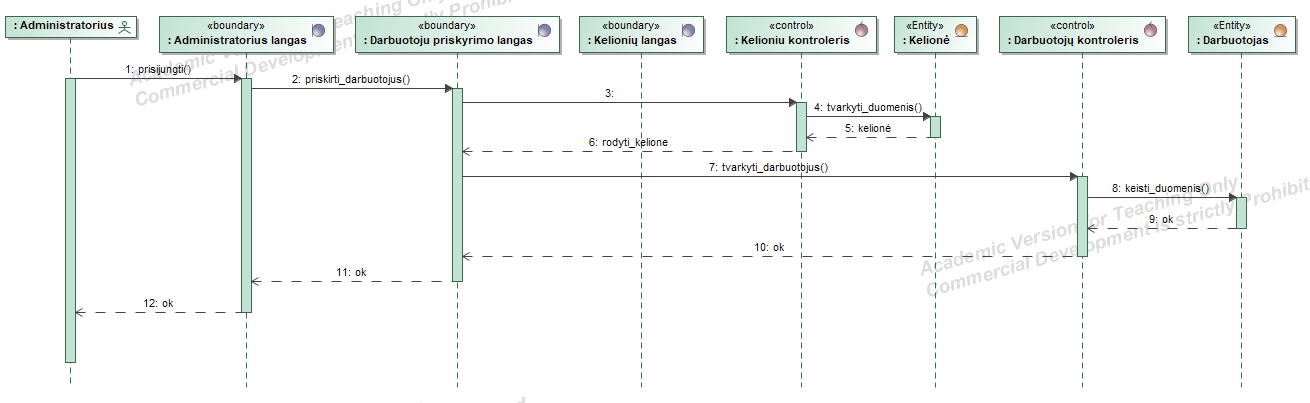 : Administratorius
«boundary»
: Administratorius langas
«boundary»
: Darbuotoju priskyrimo langas
«boundary»
: Kelionių langas
«control»
: Kelioniu kontroleris
«Entity»
: Kelionė
«control»
: Darbuotojų kontroleris
«Entity»
: Darbuotojas
1: prisijungti()
2: priskirti_darbuotojus()
3:
4: tvarkyti_duomenis()
5: kelionė
6: rodyti_kelione
7: tvarkyti_darbuotojus()
8: keisti_duomenis()
9: ok
10: ok
11: ok
12: ok
Academic Version for Teaching Only
Commercial Development is strictly Prohibit